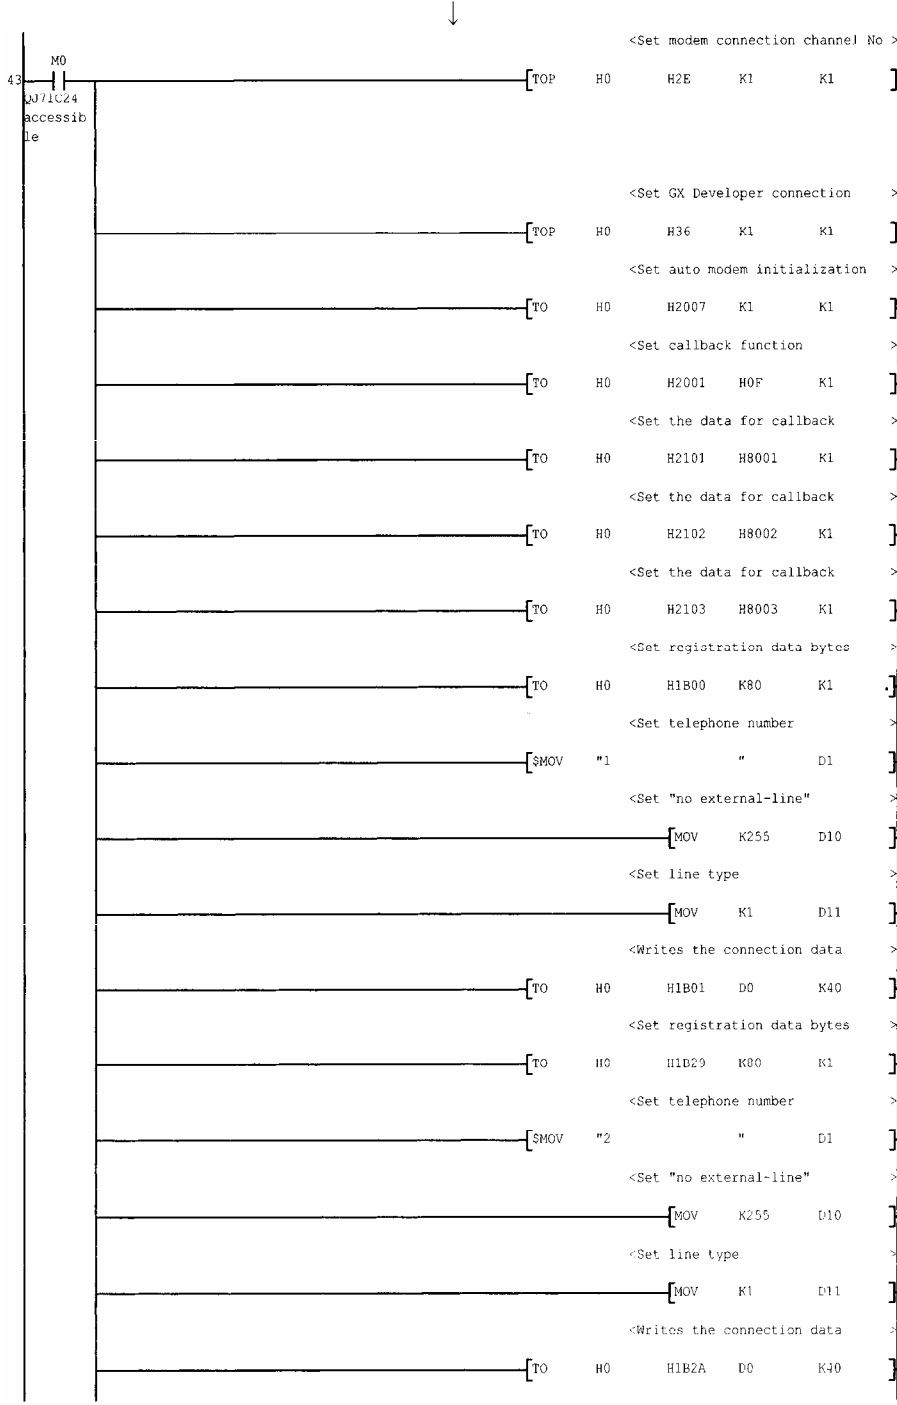 ↓
<Set modem connection channel No >
M0
43 [TOP H0 H2E K1 K1 ]
QJ71C24
accessib
le
<Set GX Developer connection >
[TOP H0 H36 K1 K1 ]
<Set auto modem initialization >
[TO H0 H2007 K1 K1 ]
<Set callback function >
[TO H0 H2001 H0F K1 ]
<Set the data for callback >
[TO H0 H2101 H8001 K1 ]
<Set the data for callback >
[TO H0 H2102 H8002 K1 ]
<Set the data for callback >
[TO H0 H2103 H8003 K1 ]
<Set registration data bytes >
[TO H0 H1B00 K80 K1 ]
<Set telephone number >
[$MOV "1 " D1 ]
<Set "no external-line" >
[MOV K255 D10 ]
<Set line type >
[MOV K1 D11 ]
<Writes the connection data >
[TO H0 H1B01 D0 K40 ]
<Set registration data bytes >
[TO H0 H1B29 K80 K1 ]
<Set telephone number >
[$MOV "2 " D1 ]
<Set "no external-line" >
[MOV K255 D10 ]
<Set line type >
[MOV K1 D11 ]
<Writes the connection data >
[TO H0 H1B2A D0 K40 ]